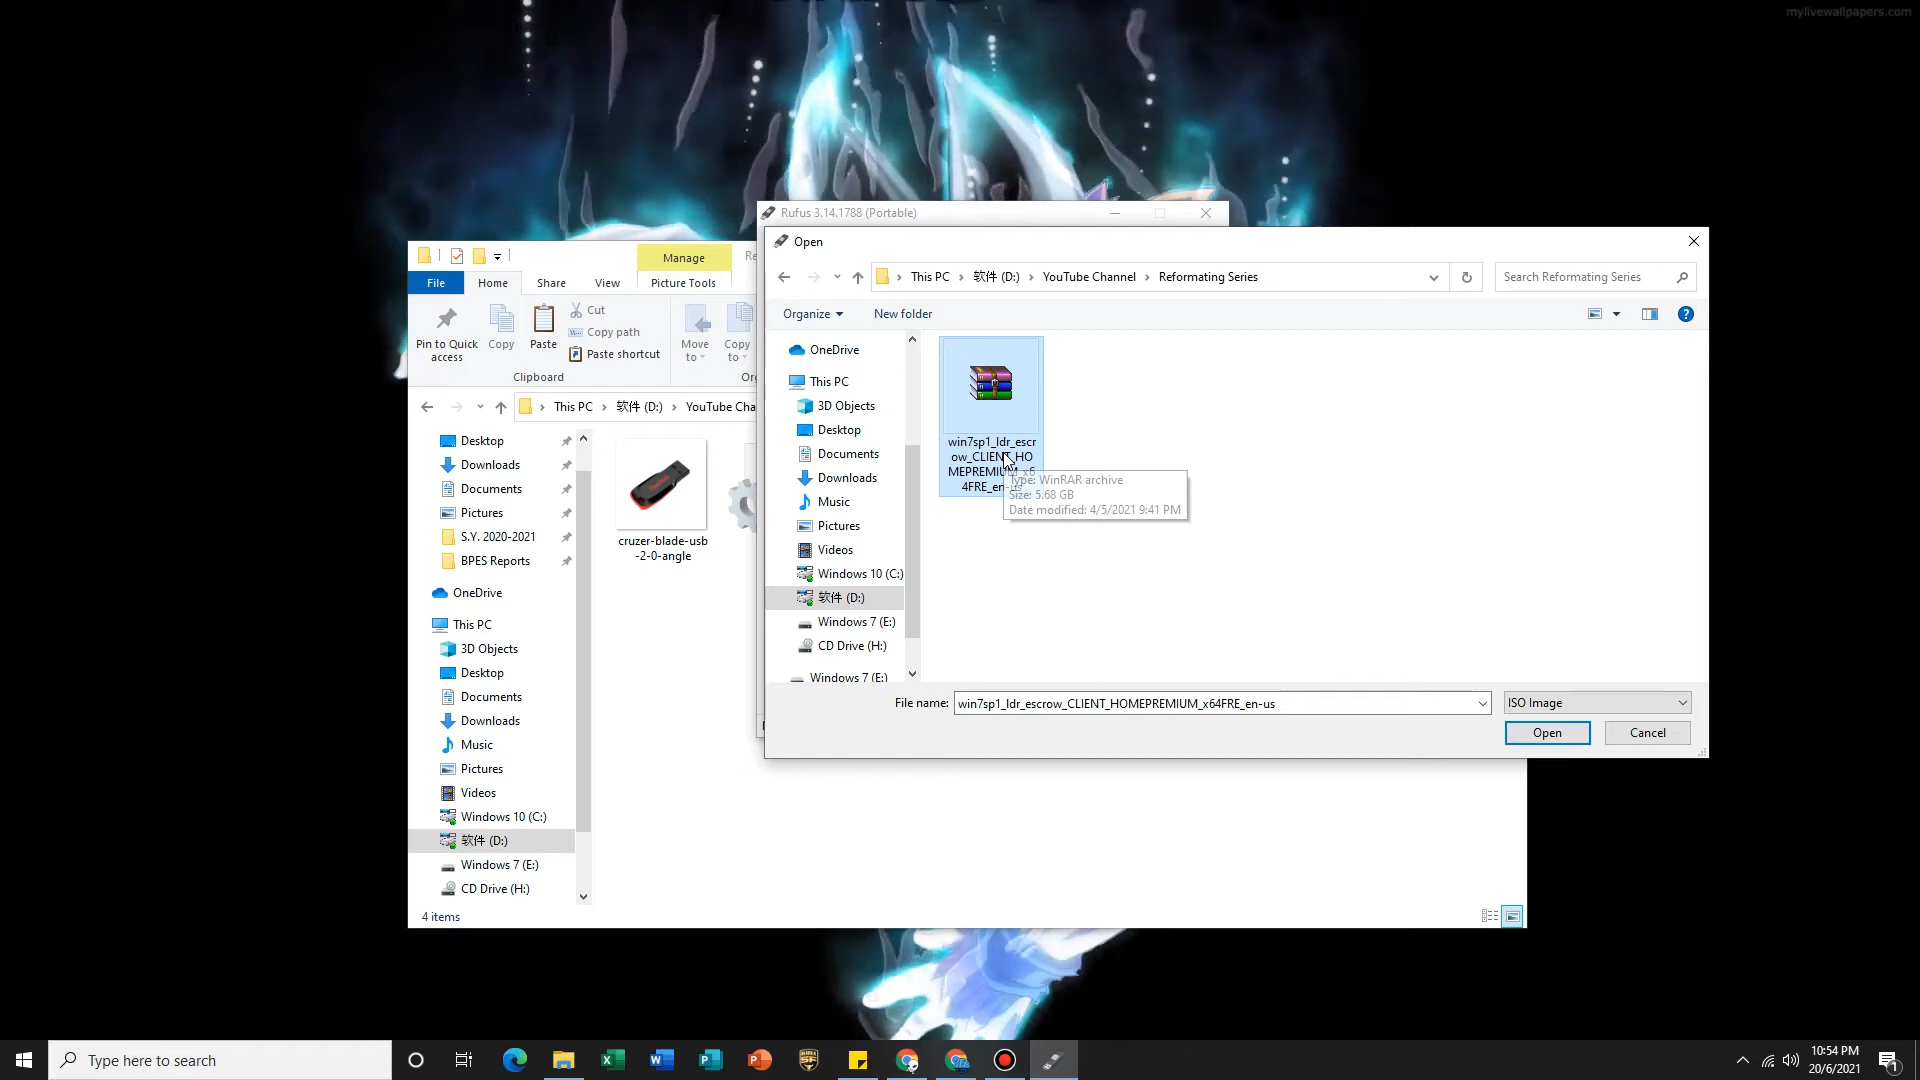 mylivewallpapers.com
Rufus 3.14.1788 (Portable)
Open
This PC
软件 (D:)
YouTube Channel
Reformating Series
Search Reformating Series
Organize
New folder
OneDrive
This PC
3D Objects
Desktop
Documents
Downloads
Music
Pictures
Videos
Windows 10 (C:)
软件 (D:)
Windows 7 (E:)
CD Drive (H:)
Windows 7 (E:)
win7sp1_ldr_escr
ow_CLIENT_HO
MEPREMIUM_x6
4FRE_en-us
Type: WinRAR archive
Size: 5.68 GB
Date modified: 4/5/2021 9:41 PM
File name:
win7sp1_ldr_escrow_CLIENT_HOMEPREMIUM_x64FRE_en-us
ISO Image
Open
Cancel
Manage
Re
File
Home
Share
View
Picture Tools
Pin to Quick
access
Copy
Paste
Cut
Copy path
Paste shortcut
Move
to
Copy
to
Clipboard
Org
This PC
软件 (D:)
YouTube Cha
Desktop
Downloads
Documents
Pictures
S.Y. 2020-2021
BPES Reports
OneDrive
This PC
3D Objects
Desktop
Documents
Downloads
Music
Pictures
Videos
Windows 10 (C:)
软件 (D:)
Windows 7 (E:)
CD Drive (H:)
cruzer-blade-usb
-2-0-angle
4 items
Type here to search
10:54 PM
20/6/2021
1